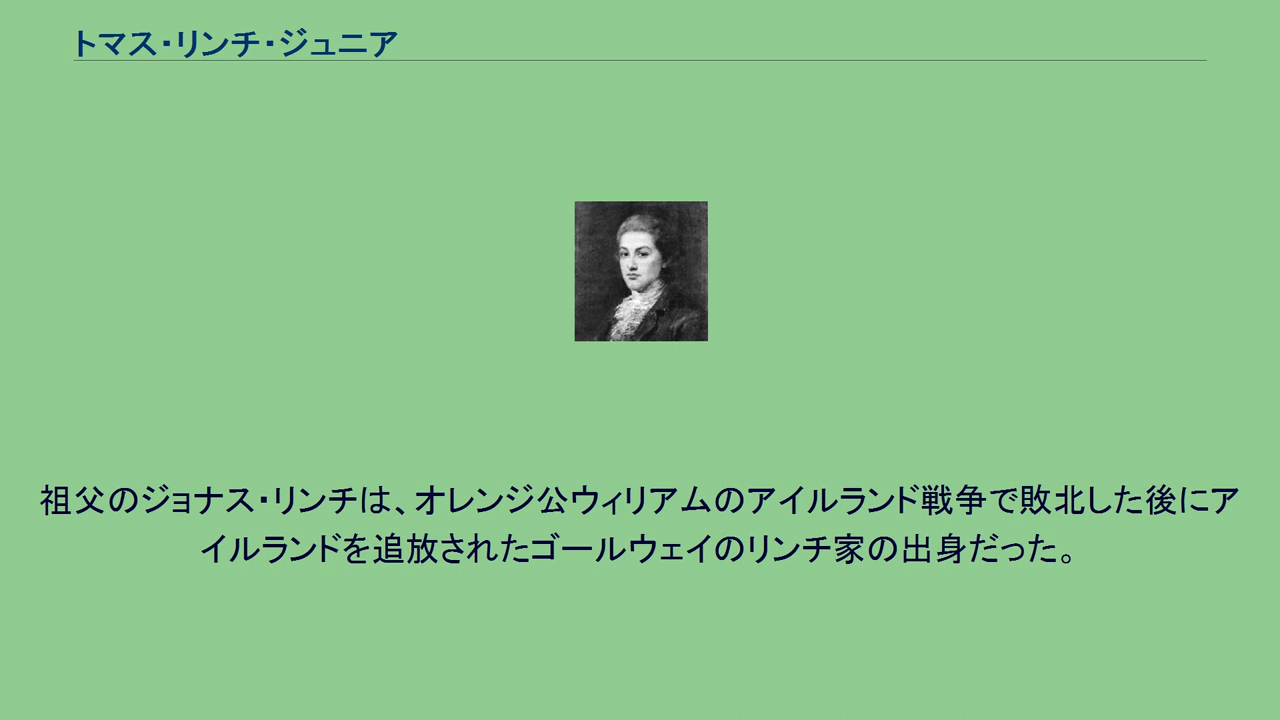 トマス・リンチ・ジュニア
祖父のジョナス・リンチは、オレンジ公ウィリアムのアイルランド戦争で敗北した後にア
イルランドを追放されたゴールウェイのリンチ家の出身だった。